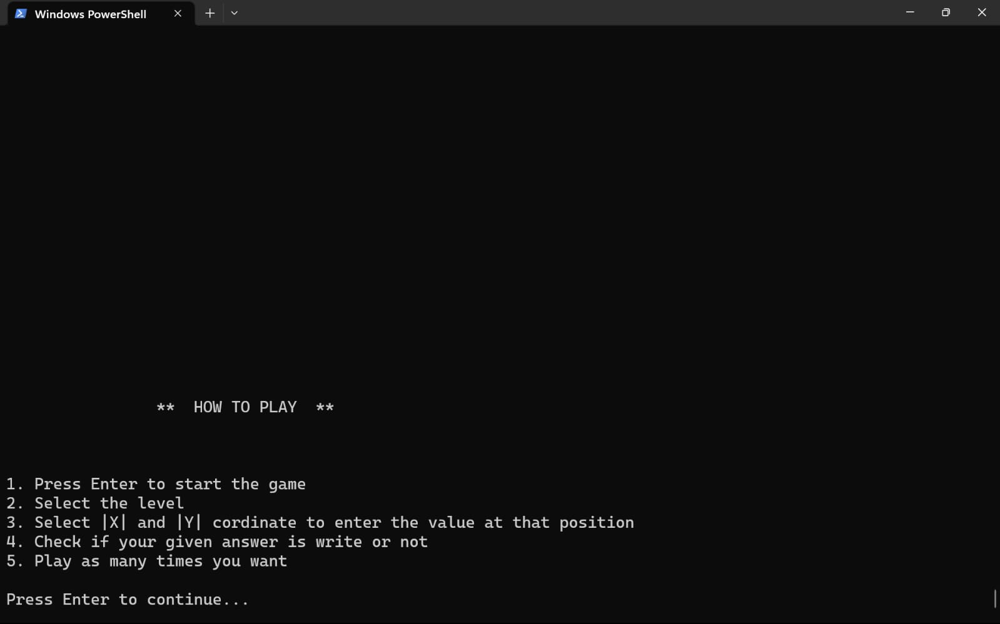 Windows PowerShell
** HOW TO PLAY **
1. Press Enter to start the game
2. Select the level
3. Select |X| and |Y| cordinate to enter the value at that position
4. Check if your given answer is write or not
5. Play as many times you want
Press Enter to continue...